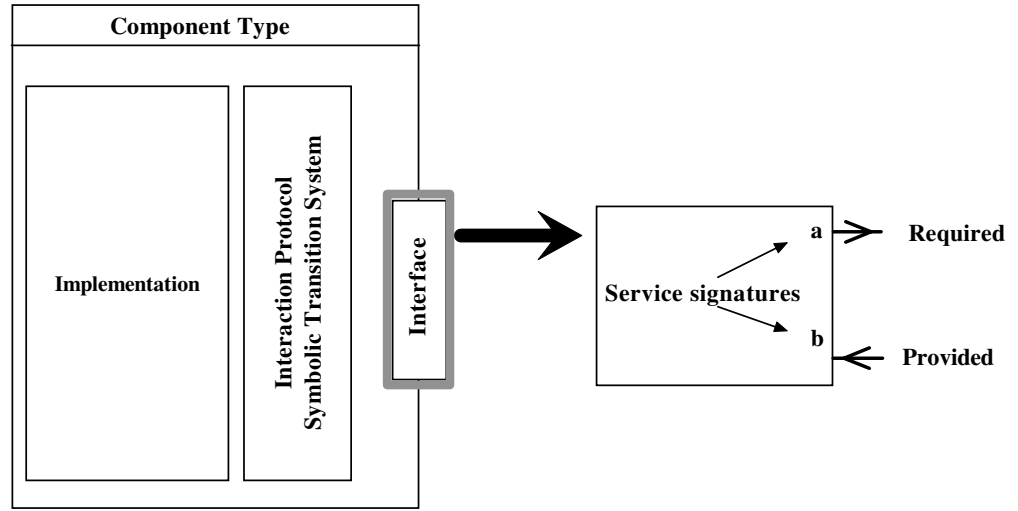 Component Type
Implementation
Interaction Protocol
Symbolic Transition System
Interface
Service signatures
a
b
Required
Provided